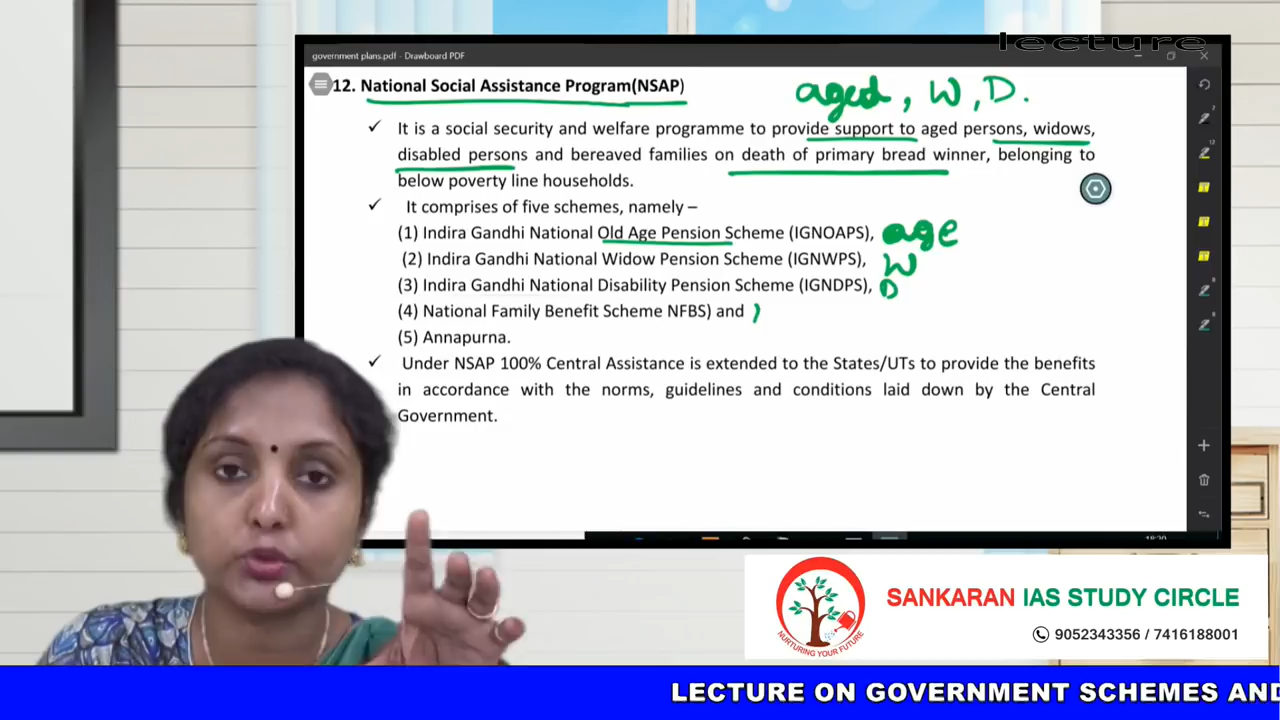 lecture
government plans.pdf - Drawboard PDF
12. National Social Assistance Program(NSAP)
aged, W, D.
✓ It is a social security and welfare programme to provide support to aged persons, widows,
disabled persons and bereaved families on death of primary bread winner, belonging to
below poverty line households.
✓ It comprises of five schemes, namely –
(1) Indira Gandhi National Old Age Pension Scheme (IGNOAPS), age
(2) Indira Gandhi National Widow Pension Scheme (IGNWPS), W
(3) Indira Gandhi National Disability Pension Scheme (IGNDPS), D
(4) National Family Benefit Scheme NFBS) and
(5) Annapurna.
✓ Under NSAP 100% Central Assistance is extended to the States/UTs to provide the benefits
in accordance with the norms, guidelines and conditions laid down by the Central
Government.
NURTURING YOUR FUTURE
SANKARAN IAS STUDY CIRCLE
9052343356 / 7416188001
LECTURE ON GOVERNMENT SCHEMES AND